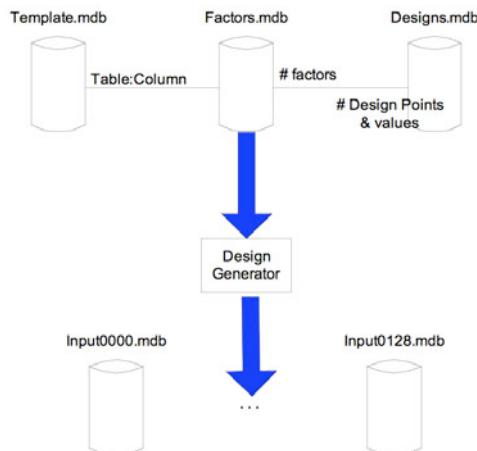 Template.mdb
Factors.mdb
Designs.mdb
Table:Column
# factors
# Design Points
& values
Design
Generator
Input0000.mdb
Input0128.mdb
...